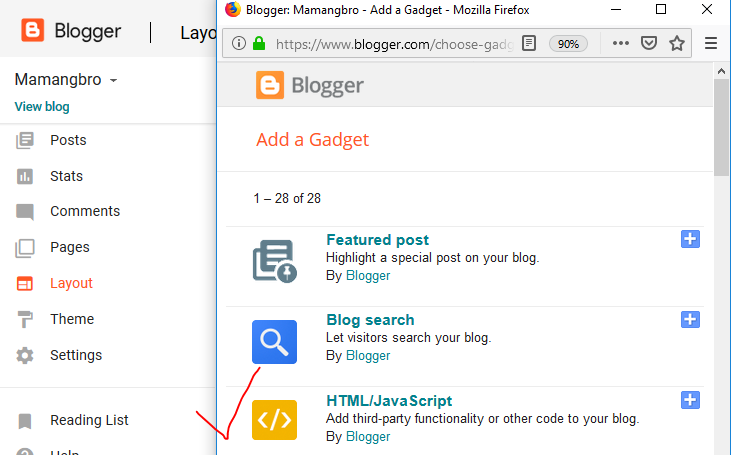 Blogger
Layo
Mamangbro
View blog
Posts
Stats
Comments
Pages
Layout
Theme
Settings
Reading List
Help
Blogger: Mamangbro - Add a Gadget - Mozilla Firefox
https://www.blogger.com/choose-gadg
90%
Blogger
Add a Gadget
1 – 28 of 28
Featured post
Highlight a special post on your blog.
By Blogger
Blog search
Let visitors search your blog.
By Blogger
HTML/JavaScript
Add third-party functionality or other code to your blog.
By Blogger